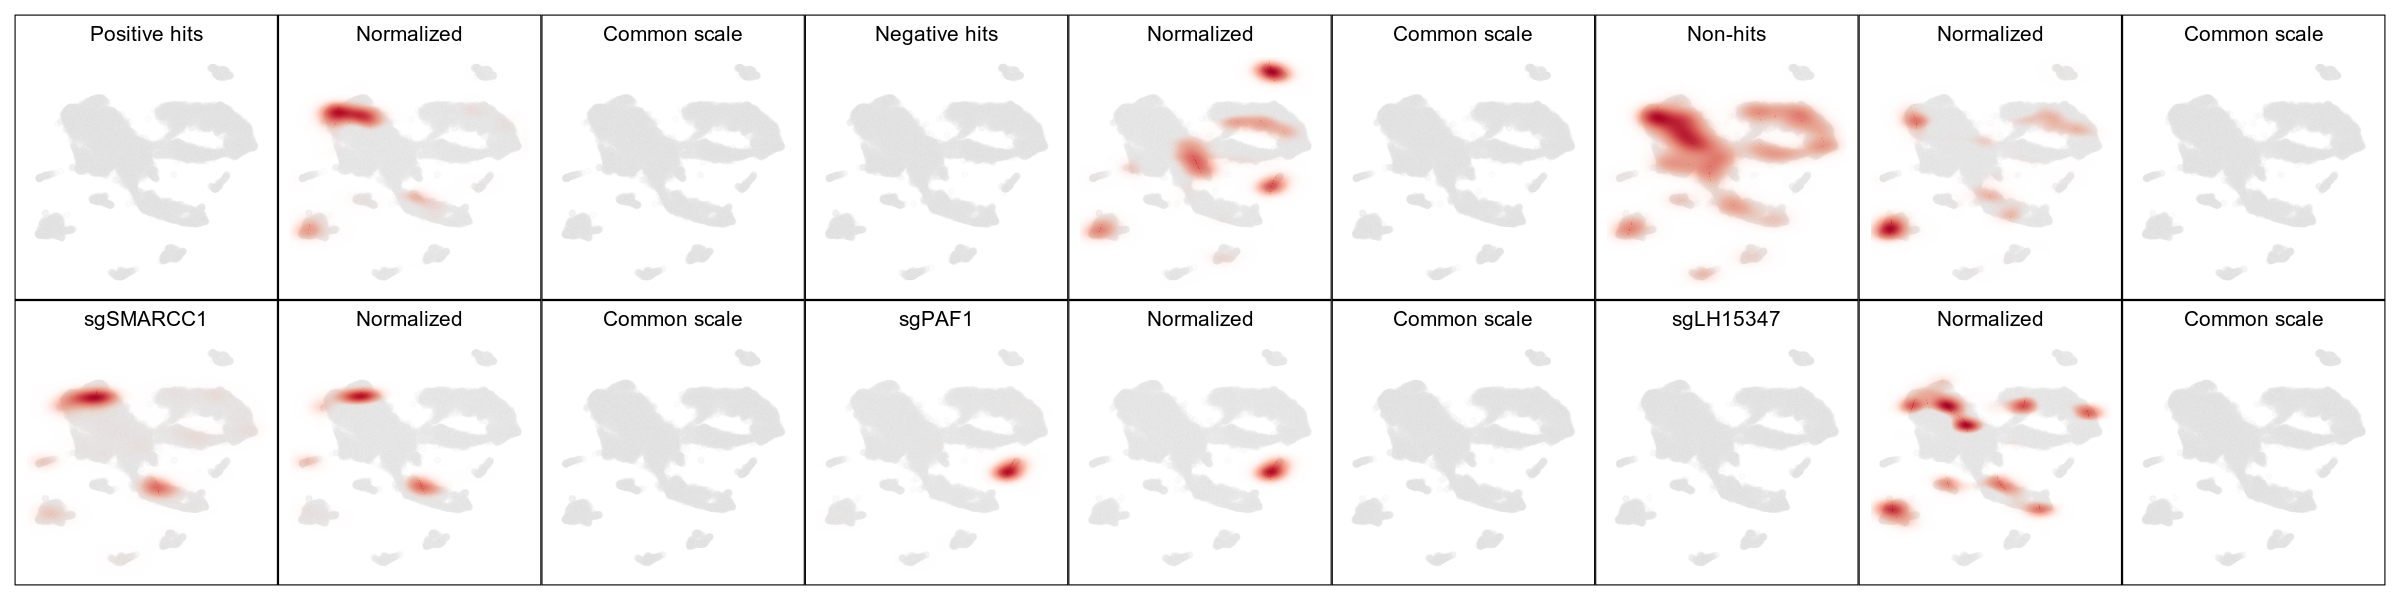 Positive hits
Normalized
Common scale
Negative hits
Normalized
Common scale
Non-hits
Normalized
Common scale
sgSMARCC1
Normalized
Common scale
sgPAF1
Normalized
Common scale
sgLH15347
Normalized
Common scale